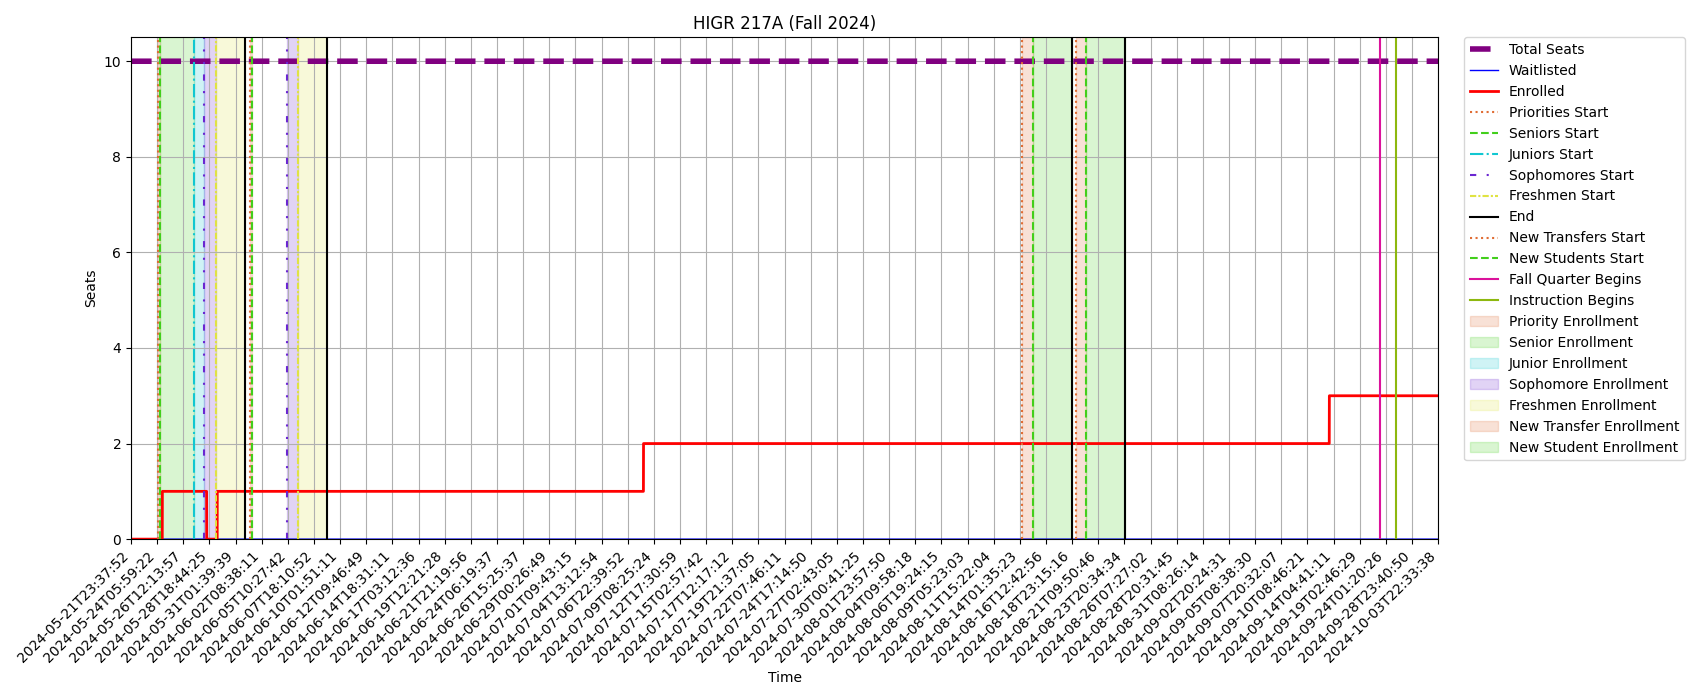 HIGR 217A (Fall 2024)
Seats
10
8
6
4
2
0
2024-05-21T23:37:52
2024-05-24T05:59:22
2024-05-26T12:13:57
2024-05-28T18:44:25
2024-05-31T01:39:39
2024-06-02T08:38:11
2024-06-05T10:27:42
2024-06-07T18:10:52
2024-06-10T01:51:11
2024-06-12T09:46:49
2024-06-14T18:31:11
2024-06-17T03:12:36
2024-06-19T12:21:28
2024-06-21T21:19:56
2024-06-24T06:19:37
2024-06-26T15:25:37
2024-06-29T00:26:49
2024-07-01T09:43:15
2024-07-04T13:12:54
2024-07-06T22:39:52
2024-07-09T08:25:24
2024-07-12T17:30:59
2024-07-15T02:57:42
2024-07-17T12:17:12
2024-07-19T21:37:05
2024-07-22T07:46:11
2024-07-24T17:14:50
2024-07-27T02:43:05
2024-07-30T00:41:25
2024-08-01T23:57:50
2024-08-04T09:58:18
2024-08-06T19:24:15
2024-08-09T05:23:03
2024-08-11T15:22:04
2024-08-14T01:35:23
2024-08-16T12:42:56
2024-08-18T23:15:16
2024-08-21T09:50:46
2024-08-23T20:34:34
2024-08-26T07:27:02
2024-08-28T20:31:45
2024-08-31T08:26:14
2024-09-02T20:24:31
2024-09-05T08:38:30
2024-09-07T20:32:07
2024-09-10T08:46:21
2024-09-14T04:41:11
2024-09-19T02:46:29
2024-09-24T01:20:26
2024-09-28T23:40:50
2024-10-03T22:33:38
Time
Total Seats
Waitlisted
Enrolled
Priorities Start
Seniors Start
Juniors Start
Sophomores Start
Freshmen Start
End
New Transfers Start
New Students Start
Fall Quarter Begins
Instruction Begins
Priority Enrollment
Senior Enrollment
Junior Enrollment
Sophomore Enrollment
Freshmen Enrollment
New Transfer Enrollment
New Student Enrollment